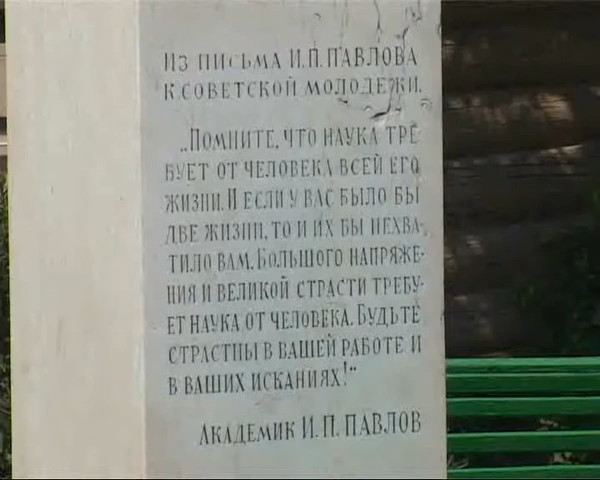 ИЗ ПИСЬМА И.П.ПАВЛОВА
К СОВЕТСКОЙ МОЛОДЕЖИ.
„ПОМНИТЕ, ЧТО НАУКА ТРЕ
БУЕТ ОТ ЧЕЛОВЕКА ВСЕЙ ЕГО
ЖИЗНИ. И ЕСЛИ У ВАС БЫЛО БЫ
ДВЕ ЖИЗНИ, ТО И ИХ БЫ НЕХВА-
ТИЛО ВАМ. БОЛЬШОГО НАПРЯЖЕ-
НИЯ И ВЕЛИКОЙ СТРАСТИ ТРЕБУ-
ЕТ НАУКА ОТ ЧЕЛОВЕКА. БУДЬТЕ
СТРАСТНЫ В ВАШЕЙ РАБОТЕ И
В ВАШИХ ИСКАНИЯХ!"
АКАДЕМИК И.П.ПАВЛОВ